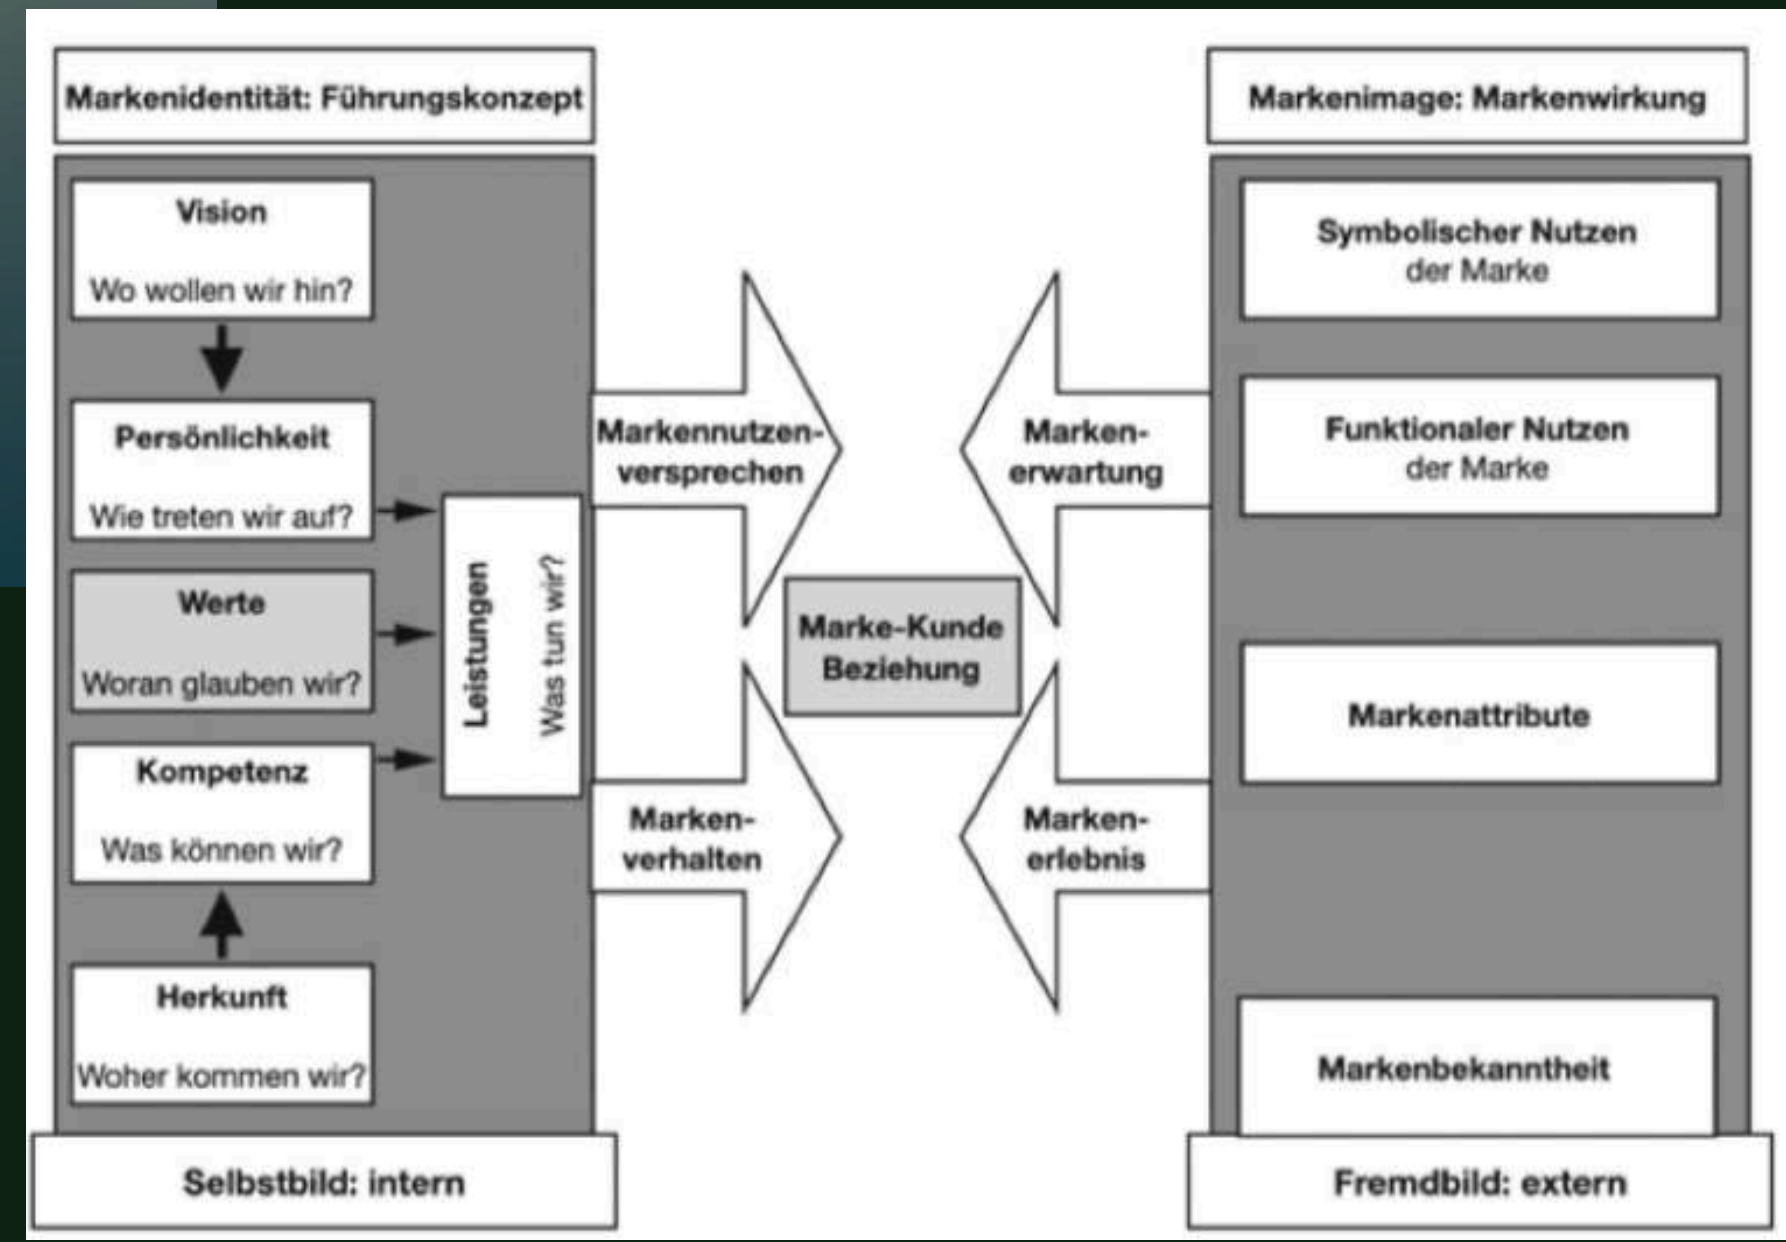 Markenidentität: Führungskonzept
Vision
Wo wollen wir hin?
Persönlichkeit
Wie treten wir auf?
Werte
Woran glauben wir?
Kompetenz
Was können wir?
Herkunft
Woher kommen wir?
Leistungen
Was tun wir?
Selbstbild: intern
Markennutzen-
versprechen
Marken-
verhalten
Marke-Kunde
Beziehung
Marken-
erwartung
Marken-
erlebnis
Markenimage: Markenwirkung
Symbolischer Nutzen
der Marke
Funktionaler Nutzen
der Marke
Markenattribute
Markenbekanntheit
Fremdbild: extern